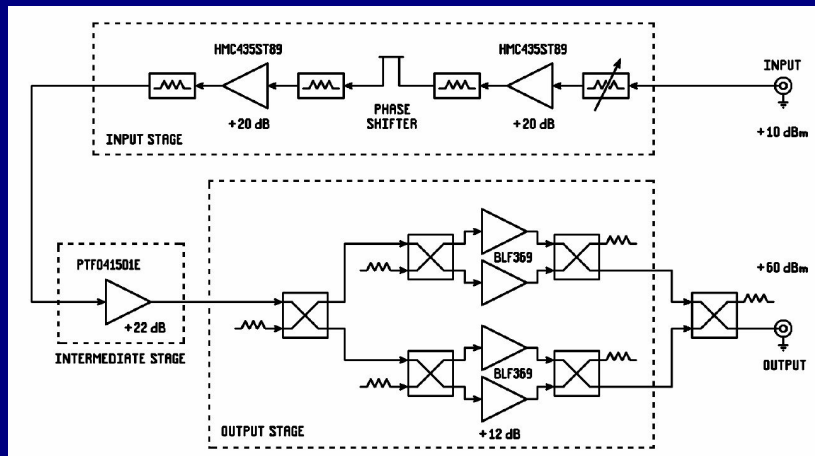 HMC435ST89
HMC435ST89
INPUT
PHASE
SHIFTER
+20 dB
+20 dB
+10 dBm
INPUT STAGE
PTF041501E
+22 dB
INTERMEDIATE STAGE
BLF369
BLF369
+12 dB
OUTPUT STAGE
+60 dBm
OUTPUT